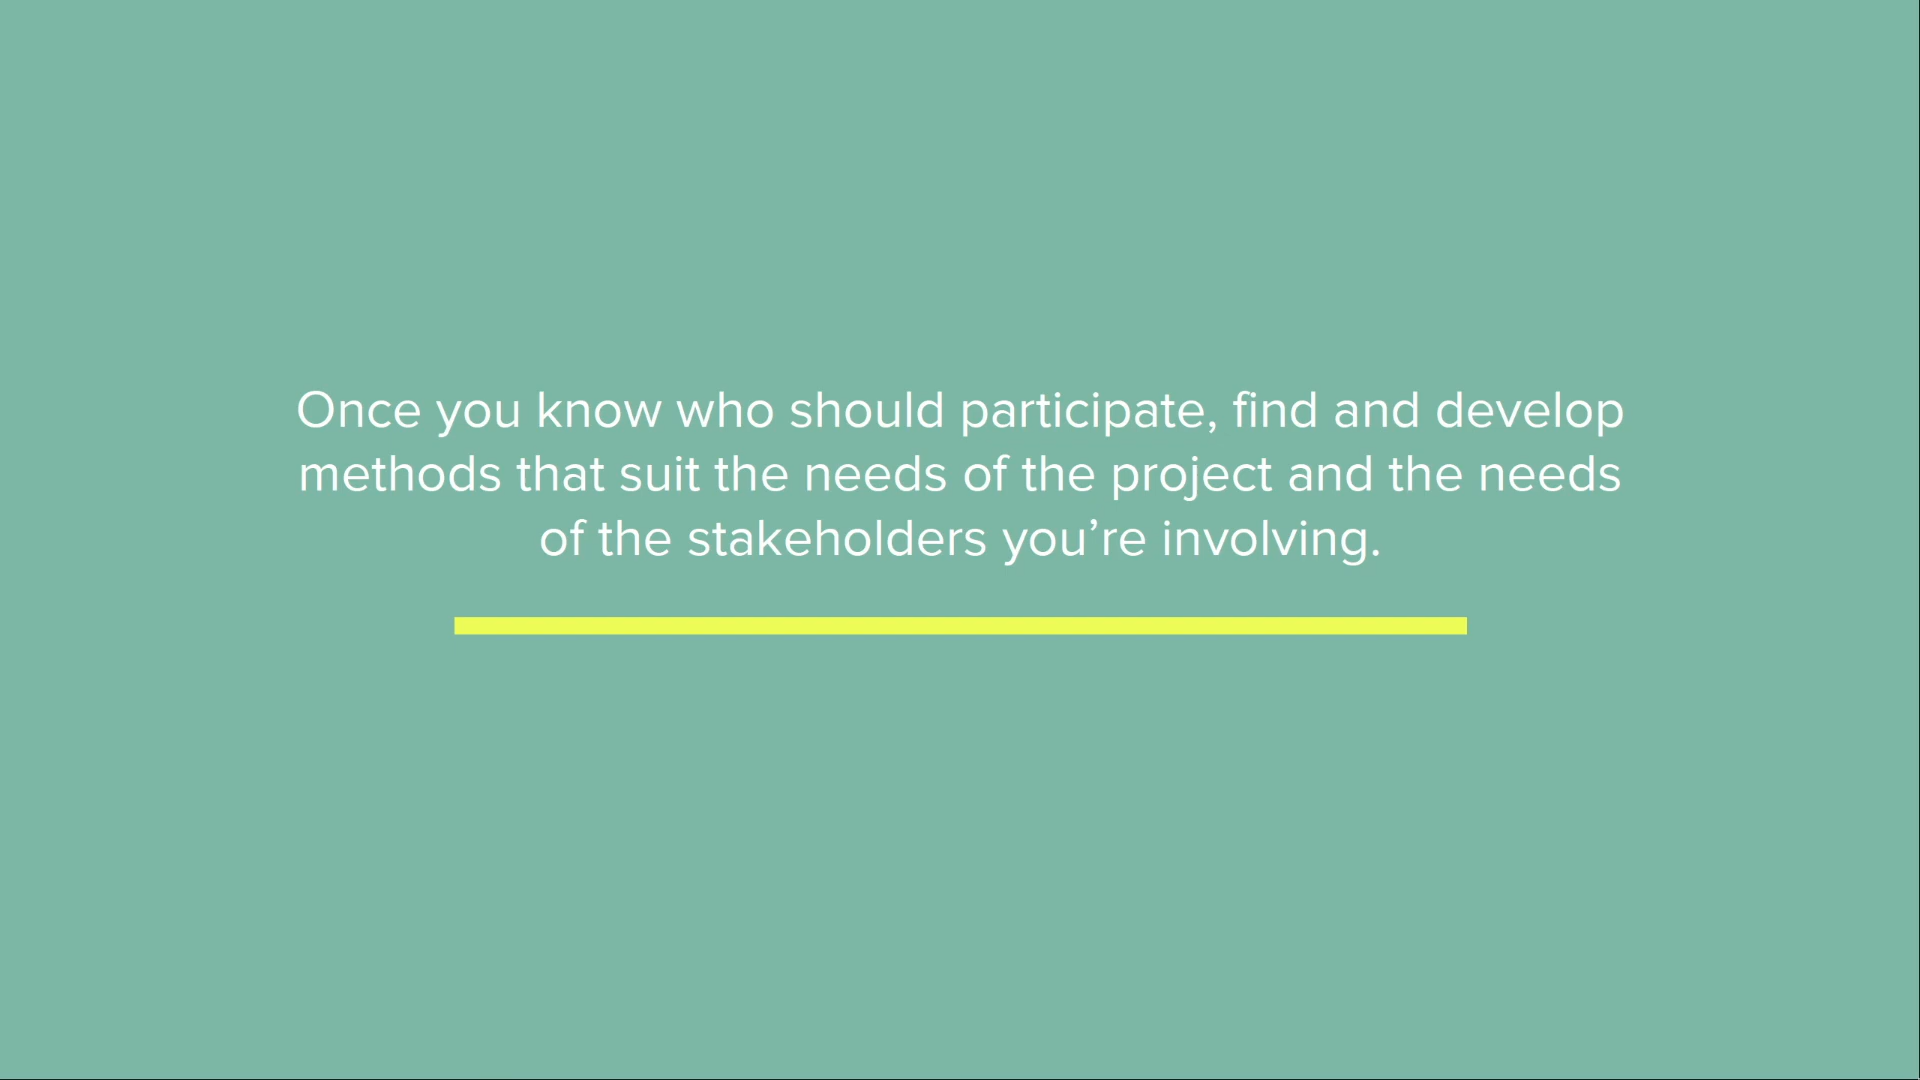 Once you know who should participate, find and develop
methods that suit the needs of the project and the needs
of the stakeholders you’re involving.